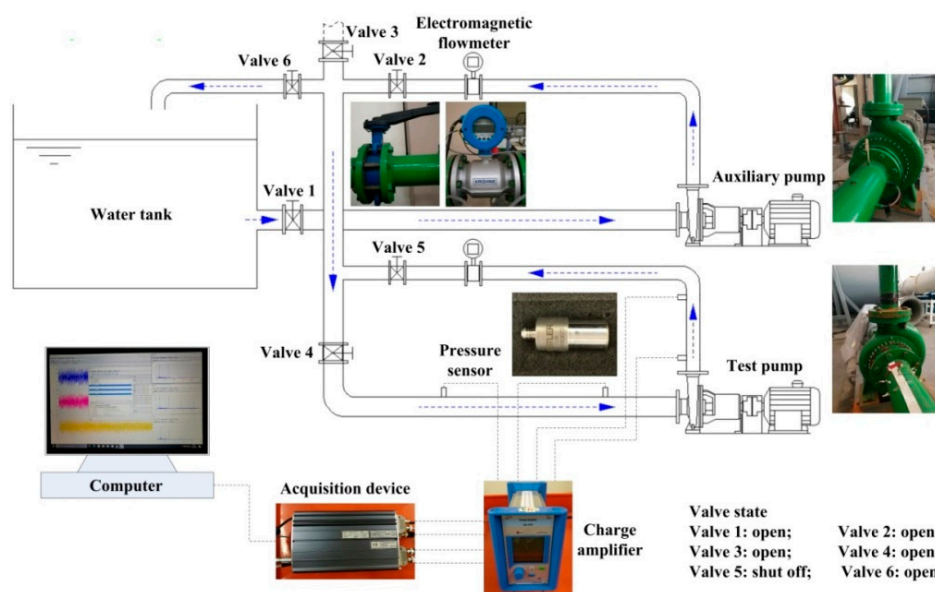 Valve 3
Electromagnetic
flowmeter
Valve 6
Valve 2
Valve 1
Auxiliary pump
Water tank
Valve 5
Valve 4
Pressure
sensor
Test pump
Computer
Acquisition device
Charge
amplifier
Valve state
Valve 1: open; Valve 2: open
Valve 3: open; Valve 4: open
Valve 5: shut off; Valve 6: open